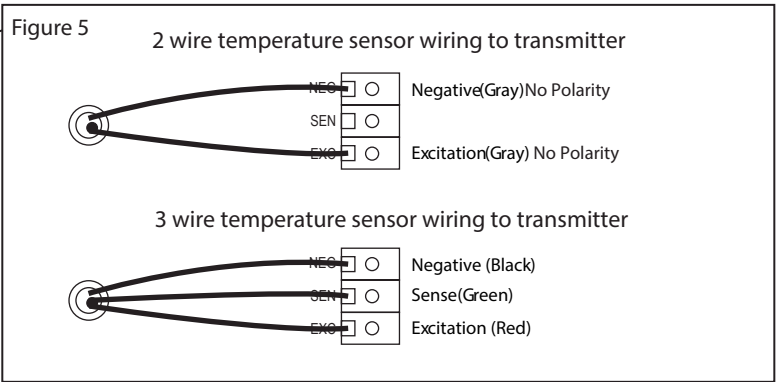 Figure 5
2 wire temperature sensor wiring to transmitter
NEG Negative(Gray)No Polarity
SEN
EXC Excitation(Gray) No Polarity
3 wire temperature sensor wiring to transmitter
NEG Negative (Black)
SEN Sense(Green)
EXC Excitation (Red)